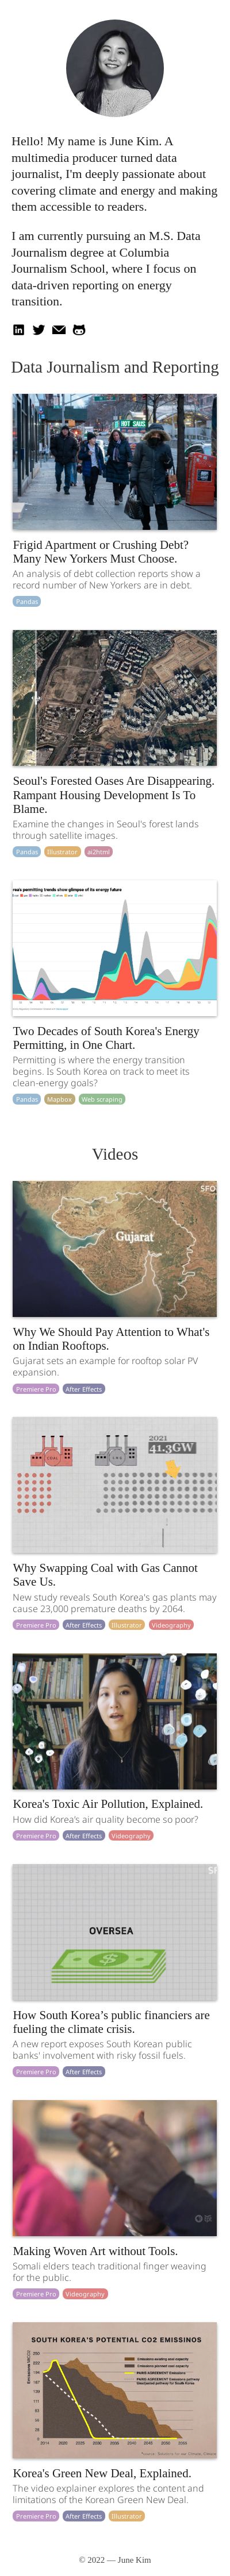 Hello! My name is June Kim. A
multimedia producer turned data
journalist, I'm deeply passionate about
covering climate and energy and making
them accessible to readers.
I am currently pursuing an M.S. Data
Journalism degree at Columbia
Journalism School, where I focus on
data-driven reporting on energy
transition.
Data Journalism and Reporting
HOT SUBS
Frigid Apartment or Crushing Debt?
Many New Yorkers Must Choose.
An analysis of debt collection reports show a
record number of New Yorkers are in debt.
Pandas
Seoul's Forested Oases Are Disappearing.
Rampant Housing Development Is To
Blame.
Examine the changes in Seoul's forest lands
through satellite images.
Pandas Illustrator ai2html
rea's permitting trends show glimpse of its energy future
Two Decades of South Korea's Energy
Permitting, in One Chart.
Permitting is where the energy transition
begins. Is South Korea on track to meet its
clean-energy goals?
Pandas Mapbox Web scraping
Videos
SFO
Gujarat
Why We Should Pay Attention to What's
on Indian Rooftops.
Gujarat sets an example for rooftop solar PV
expansion.
Premiere Pro After Effects
2021
41.3GW
Why Swapping Coal with Gas Cannot
Save Us.
New study reveals South Korea's gas plants may
cause 23,000 premature deaths by 2064.
Premiere Pro After Effects Illustrator Videography
Korea's Toxic Air Pollution, Explained.
How did Korea’s air quality become so poor?
Premiere Pro After Effects Videography
OVERSEA
How South Korea’s public financiers are
fueling the climate crisis.
A new report exposes South Korean public
banks' involvement with risky fossil fuels.
Premiere Pro After Effects
Making Woven Art without Tools.
Somali elders teach traditional finger weaving
for the public.
Premiere Pro Videography
SOUTH KOREA'S POTENTIAL CO2 EMISSINOS
Korea's Green New Deal, Explained.
The video explainer explores the content and
limitations of the Korean Green New Deal.
Premiere Pro After Effects Illustrator
© 2022 — June Kim